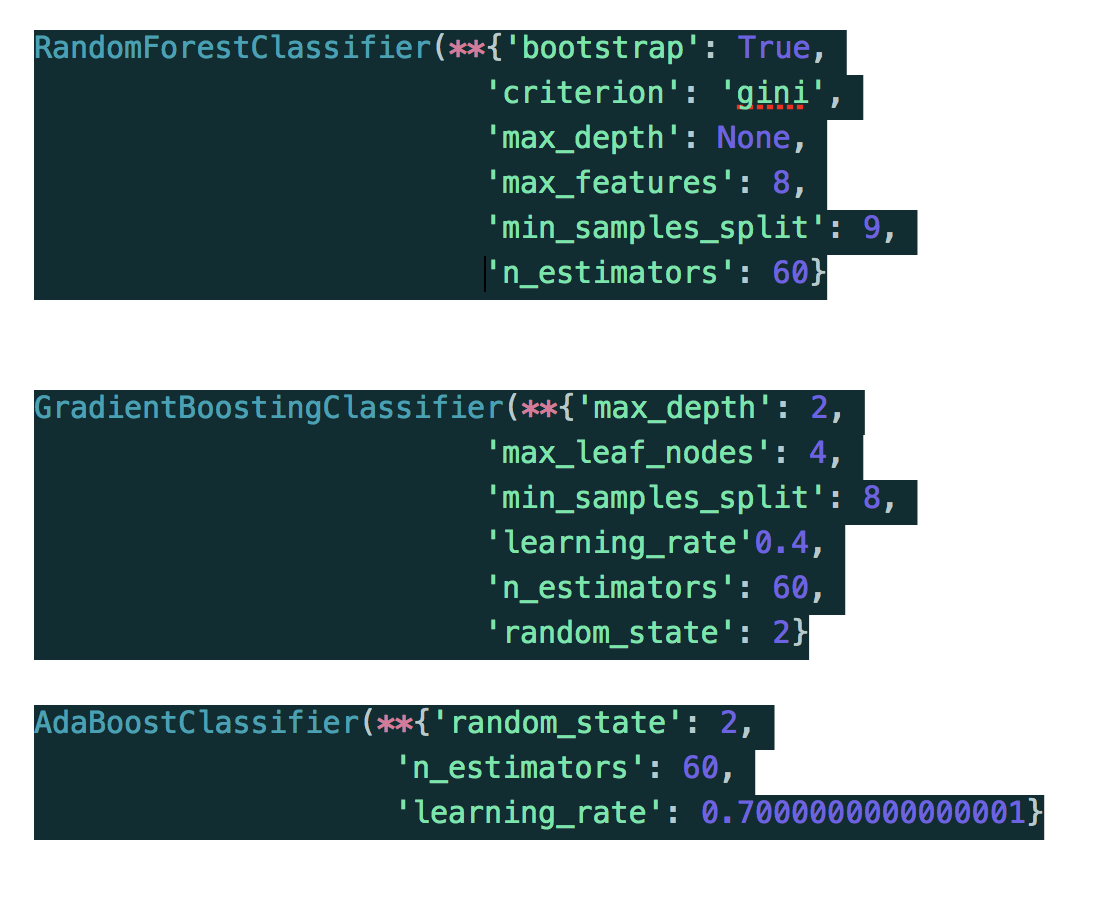 RandomForestClassifier(**{'bootstrap': True,
'criterion': 'gini',
'max_depth': None,
'max_features': 8,
'min_samples_split': 9,
'n_estimators': 60}
GradientBoostingClassifier(**{'max_depth': 2,
'max_leaf_nodes': 4,
'min_samples_split': 8,
'learning_rate'0.4,
'n_estimators': 60,
'random_state': 2}
AdaBoostClassifier(**{'random_state': 2,
'n_estimators': 60,
'learning_rate': 0.7000000000000001}